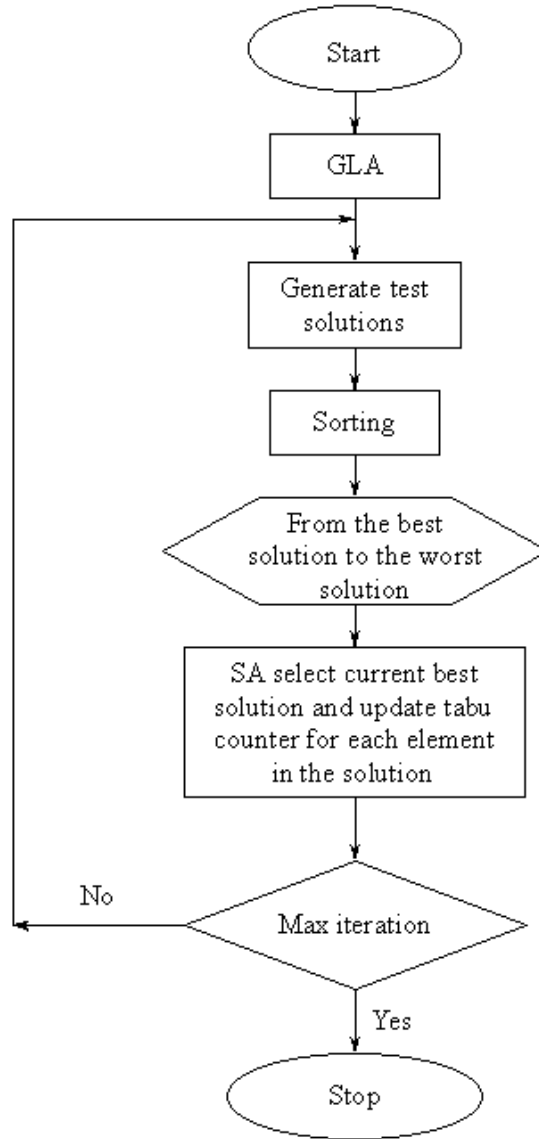 Start
GLA
Generate test
solutions
Sorting
From the best
solution to the worst
solution
SA select current best
solution and update tabu
counter for each element
in the solution
No
Max iteration
Yes
Stop